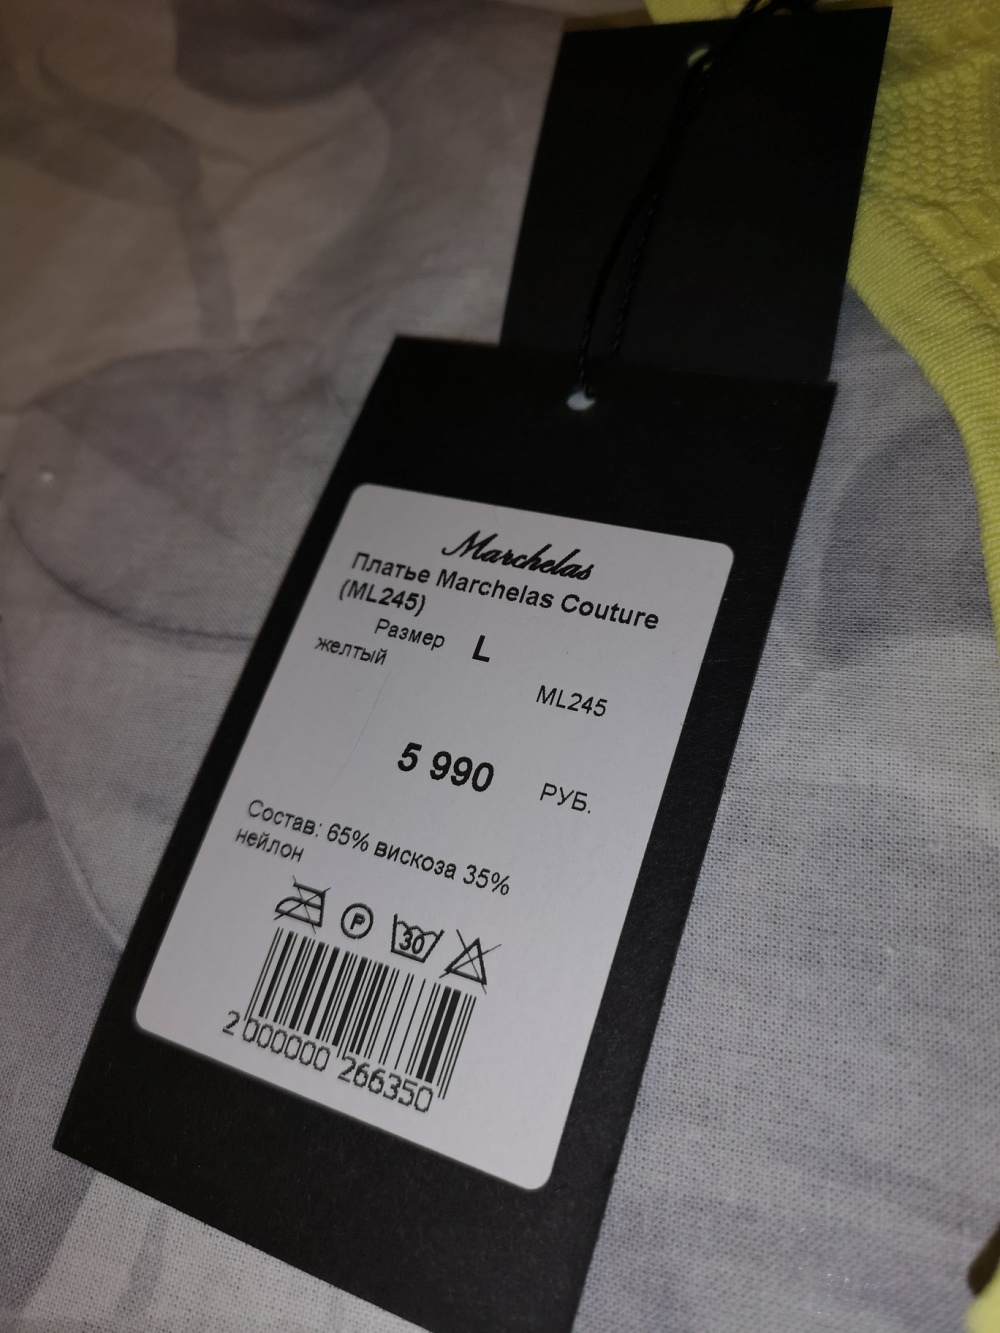 Marchelas
Платье Marchelas Couture
(ML245)
Размер L
желтый
ML245
5 990 РУБ.
Состав: 65% вискоза 35%
нейлон
P 30
2 000000 266350